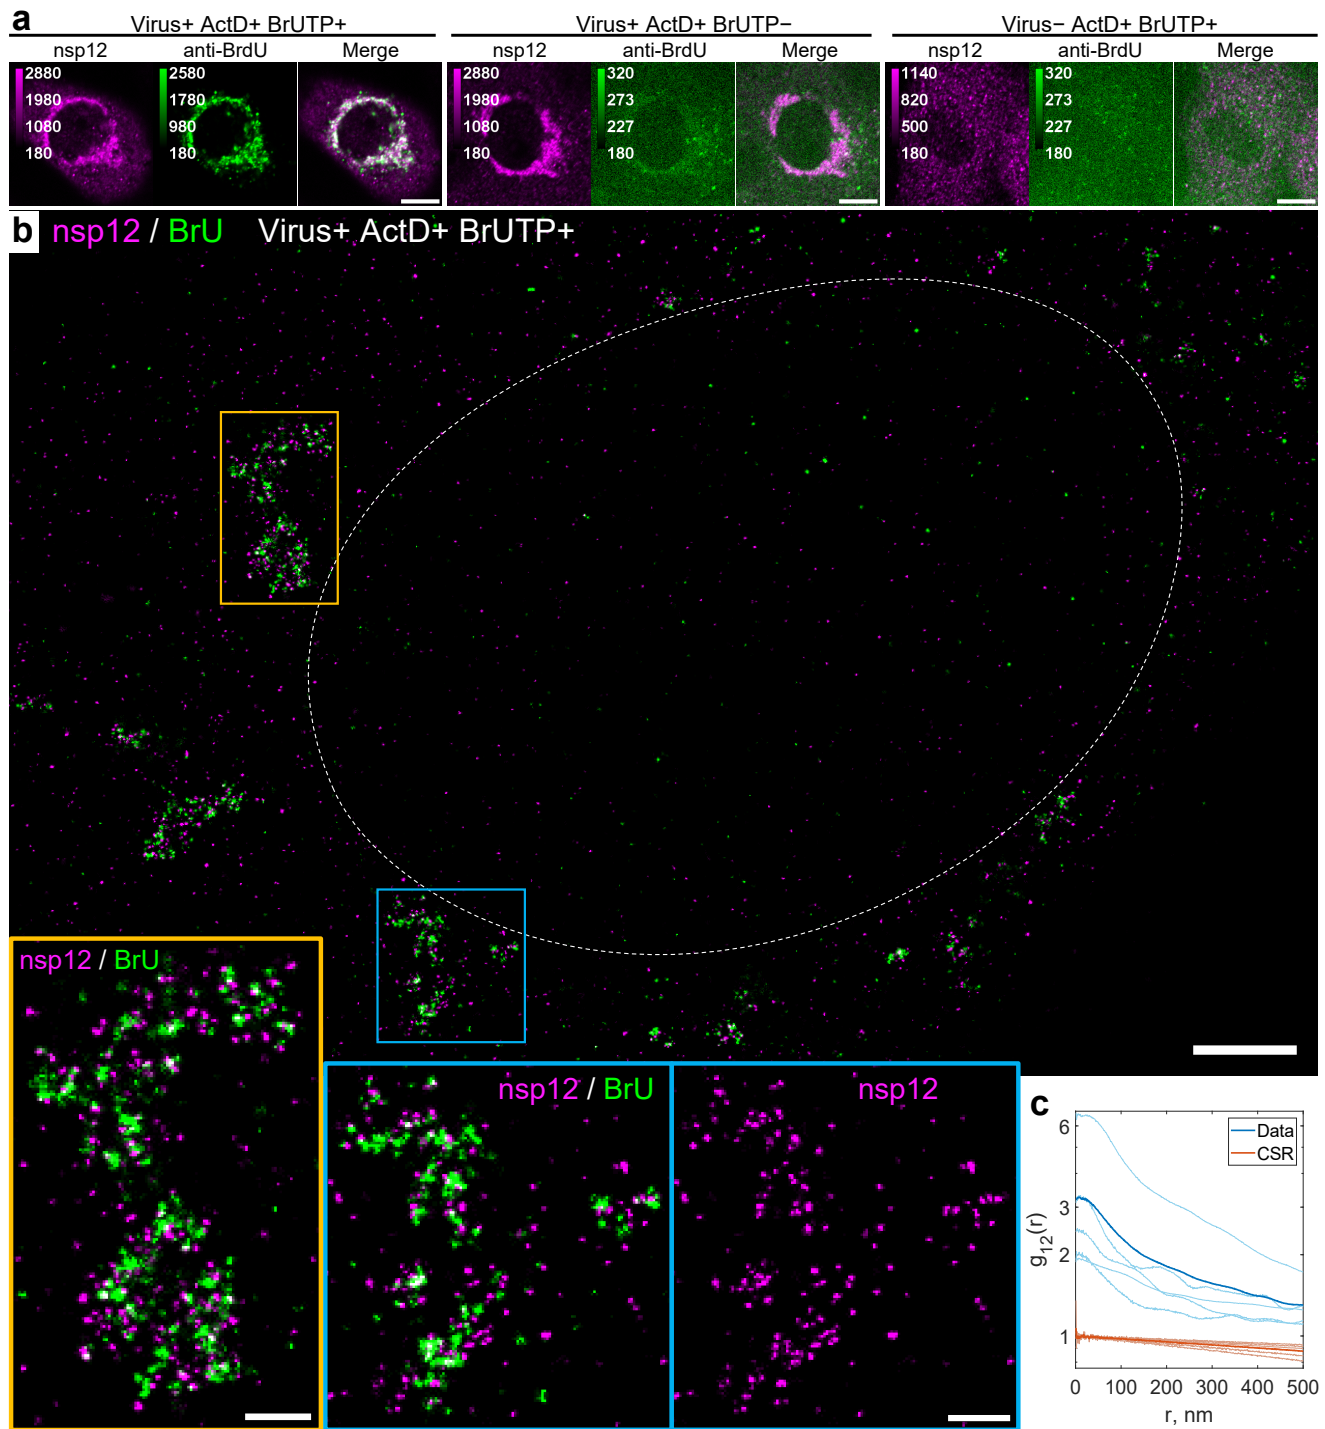 a
Virus+ ActD+ BrUTP+ Virus+ ActD+ BrUTP− Virus− ActD+ BrUTP+
nsp12 anti-BrdU Merge nsp12 anti-BrdU Merge nsp12 anti-BrdU Merge
2880 2580 2880 320 1140 320
1980 1780 1980 273 820 273
1080 980 1080 227 500 227
180 180 180 180 180 180
b nsp12 / BrU Virus+ ActD+ BrUTP+
nsp12 / BrU
nsp12 / BrU
nsp12
c
Data
CSR
6
3
2
1
g12(r)
0 100 200 300 400 500
r, nm